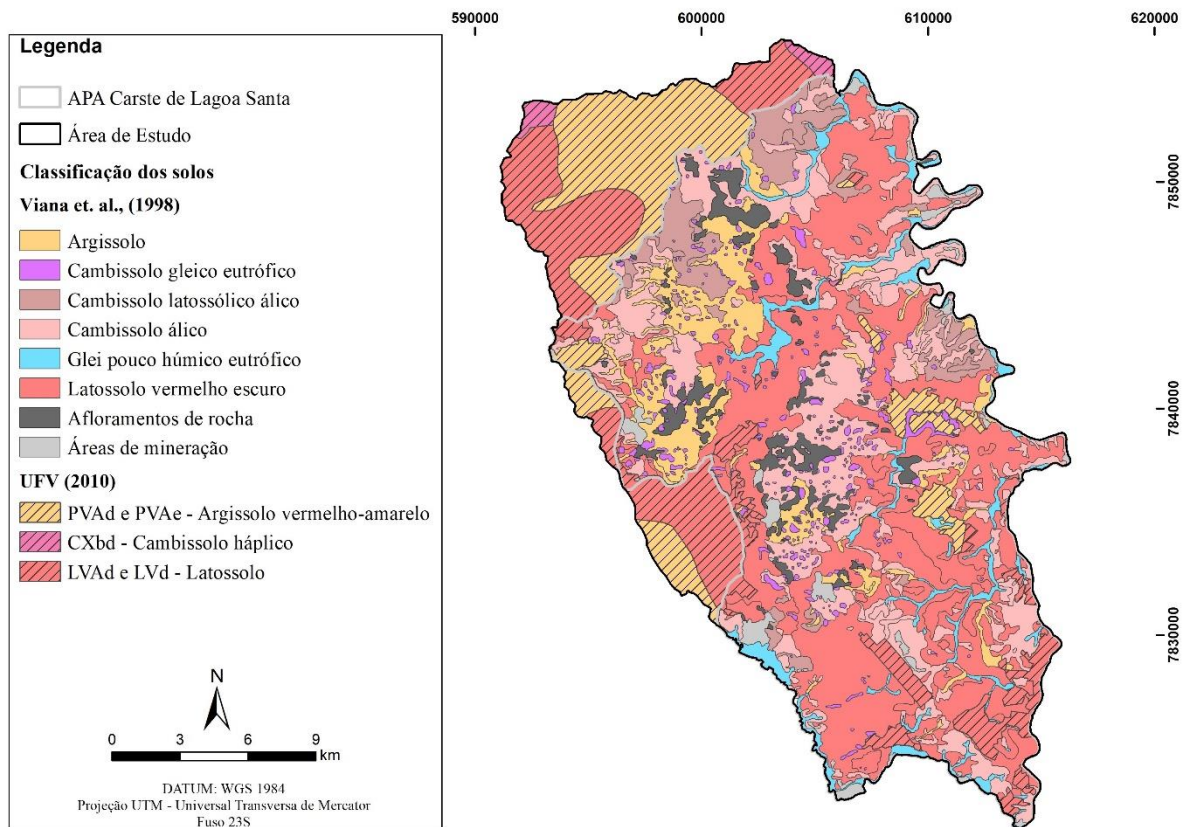 590000
600000
610000
620000
Legenda
APA Carste de Lagoa Santa
Área de Estudo
Classificação dos solos
Viana et. al., (1998)
Argissolo
Cambissolo gleico eutrófico
Cambissolo latossólico álico
Cambissolo álico
Glei pouco húmico eutrófico
Latossolo vermelho escuro
Afloramentos de rocha
Áreas de mineração
UFV (2010)
PVAd e PVAe - Argissolo vermelho-amarelo
CXbd - Cambissolo háplico
LVAd e LVd - Latossolo
N
0 3 6 9
km
DATUM: WGS 1984
Projeção UTM - Universal Transversa de Mercator
Fuso 23S
7850000
7840000
7830000